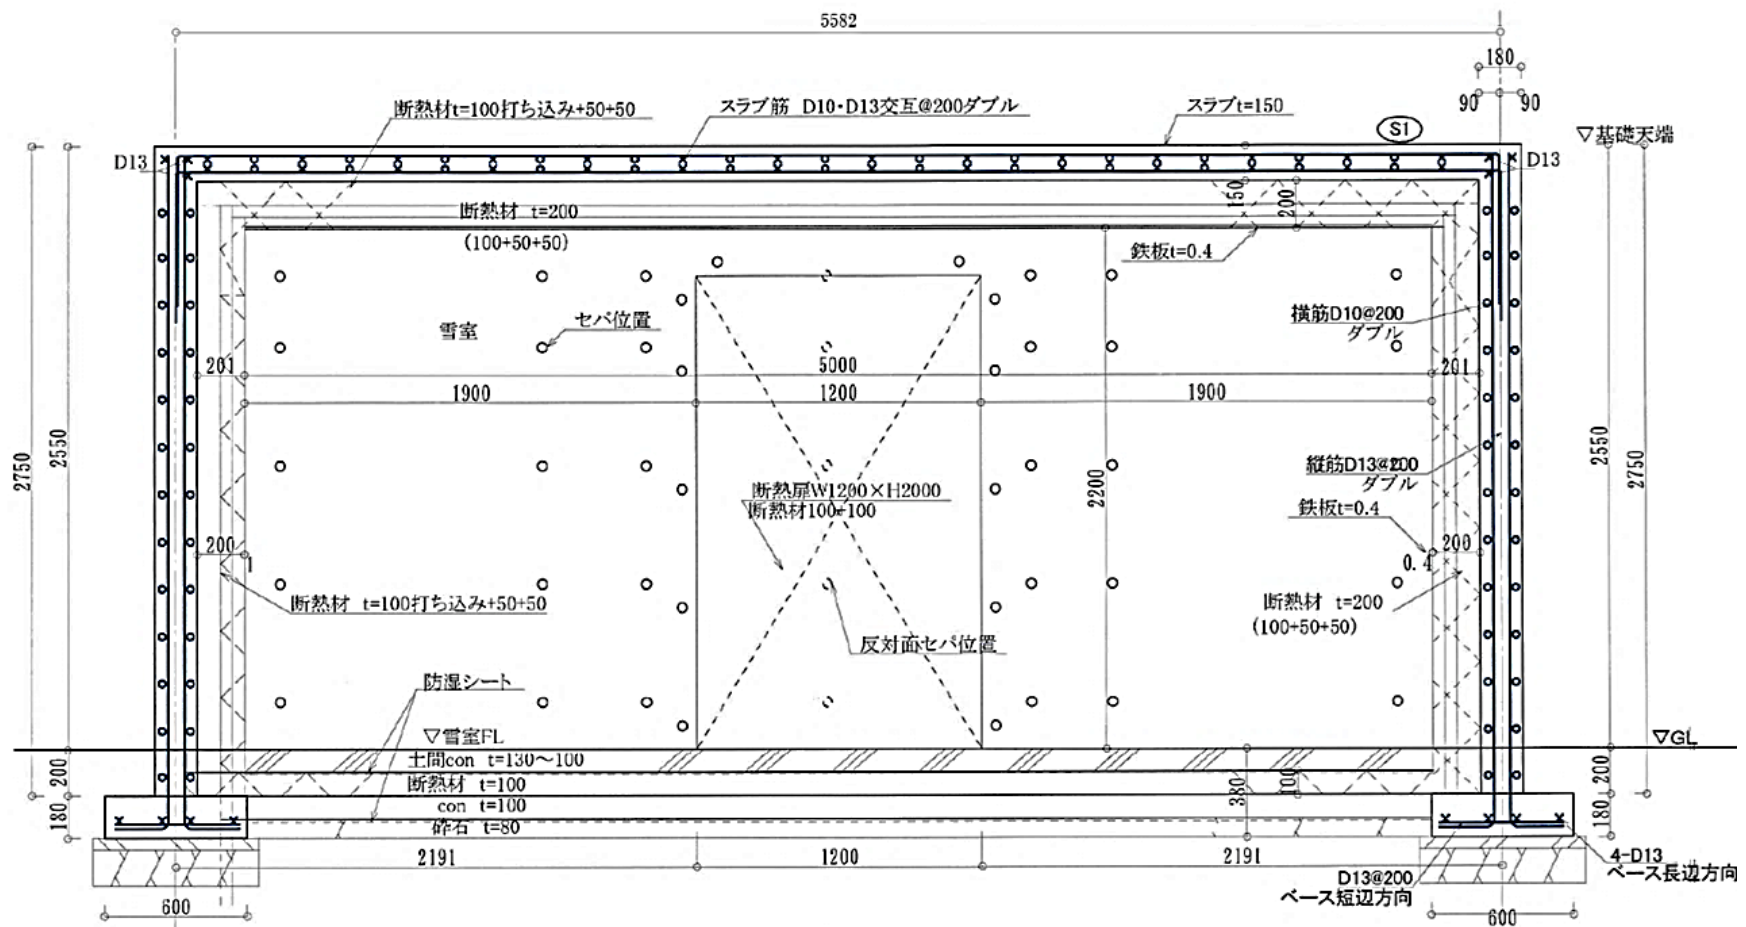 5582
180
90
90
断熱材t=100打ち込み+50+50
スラブ筋 D10・D13交互@200ダブル
スラブt=150
S1
▽基礎天端
D13
D13
断熱材 t=200
(100+50+50)
150
200
鉄板t=0.4
雪室
セパ位置
横筋D10@200
ダブル
201
5000
201
1900
1200
1900
2750
2550
2200
縦筋D13@200
ダブル
2550
2750
断熱扉W1200×H2000
断熱材100+100
鉄板t=0.4
200
1
200
0.4
断熱材 t=100打ち込み+50+50
断熱材 t=200
(100+50+50)
反対面セパ位置
防湿シート
▽雪室FL
▽GL
土間con t=130～100
断熱材 t=100
con t=100
砕石 t=80
200
180
380
100
200
180
2191
1200
2191
4-D13
ベース長辺方向
D13@200
ベース短辺方向
600
600